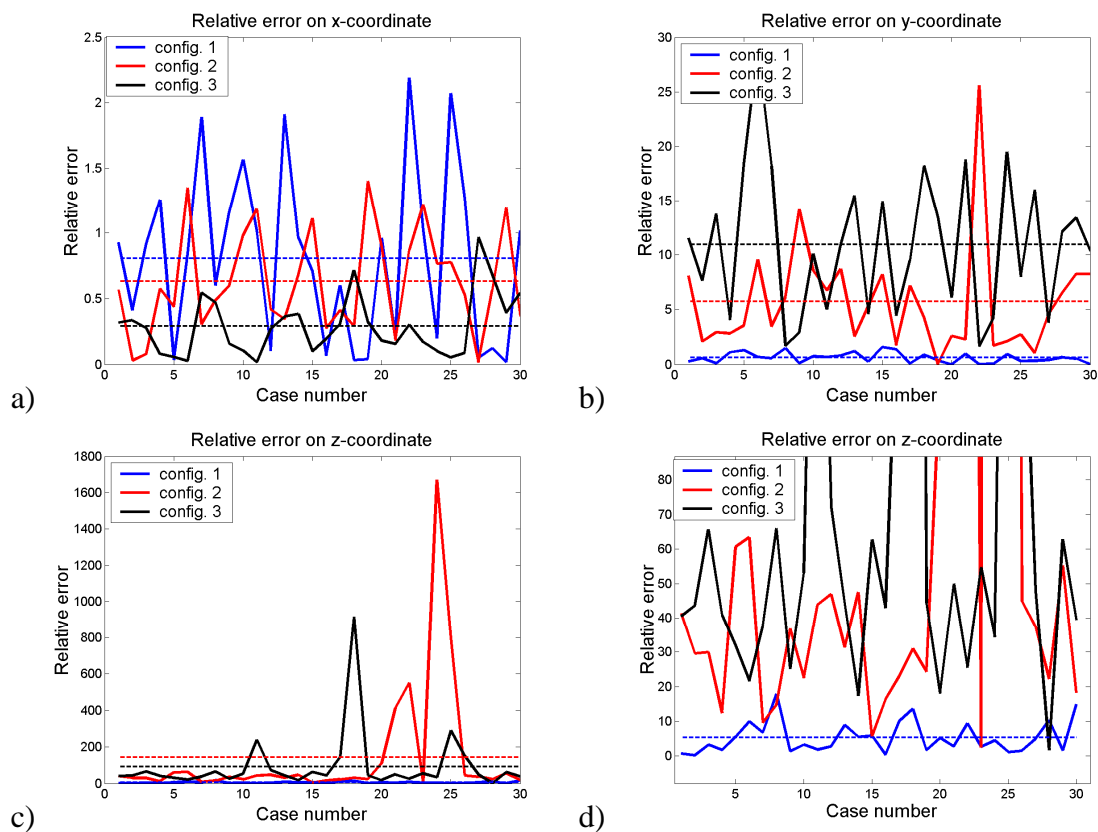 Relative error on x-coordinate
2.5
2
1.5
1
0.5
0
Relative error
config. 1
config. 2
config. 3
0 5 10 15 20 25 30
Case number
a)
Relative error on y-coordinate
30
25
20
15
10
5
0
Relative error
config. 1
config. 2
config. 3
0 5 10 15 20 25 30
Case number
b)
Relative error on z-coordinate
1800
1600
1400
1200
1000
800
600
400
200
0
Relative error
config. 1
config. 2
config. 3
0 5 10 15 20 25 30
Case number
c)
Relative error on z-coordinate
80
70
60
50
40
30
20
10
0
Relative error
config. 1
config. 2
config. 3
5 10 15 20 25 30
Case number
d)